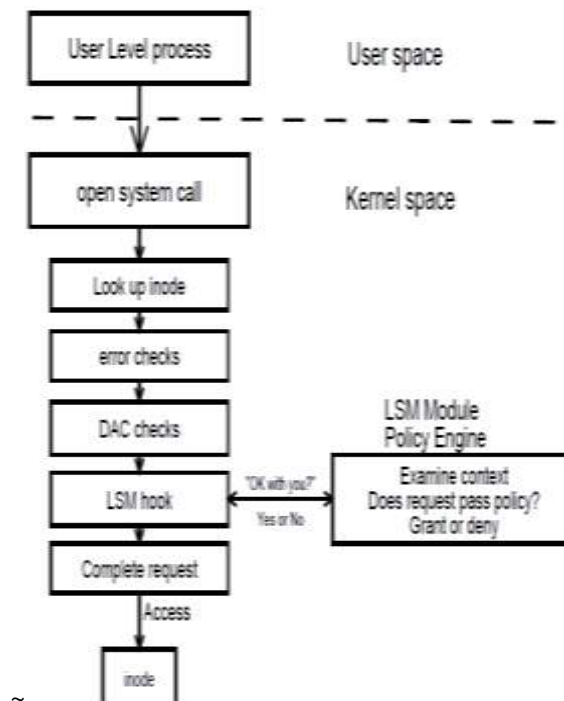 User Level process
User space
open system call
Kernel space
Look up inode
error checks
DAC checks
LSM Module
Policy Engine
LSM hook
"OK with you?"
Yes or No
Examine context
Does request pass policy?
Grant or deny
Complete request
Access
inode
~